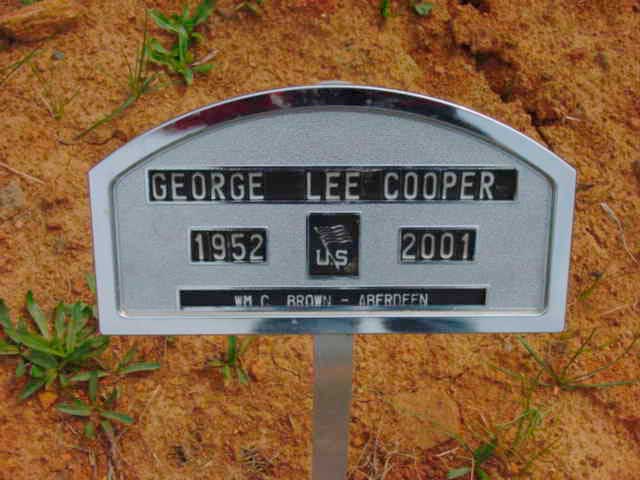 GEORGE LEE COOPER
1952 U.S. 2001
WM. C. BROWN - ABERDEEN